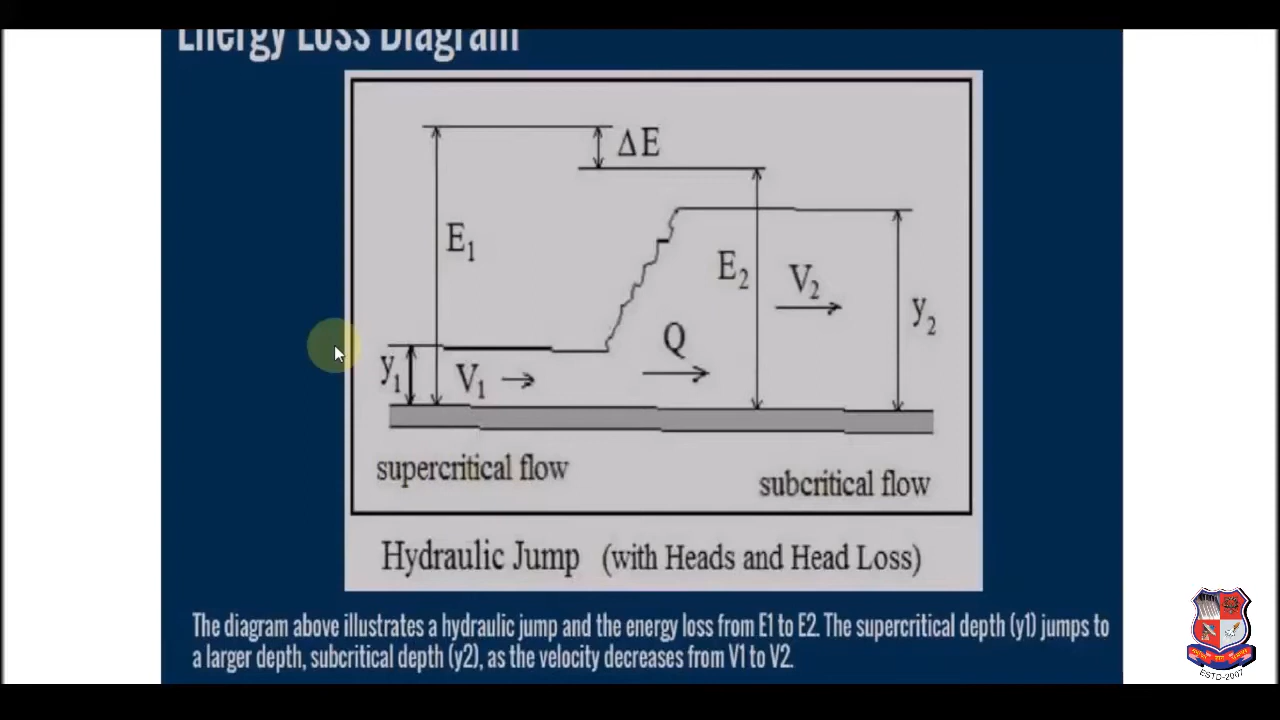 Energy Loss Diagram
ΔE
E1
E2
V2
y2
Q
y1
V1
supercritical flow
subcritical flow
Hydraulic Jump (with Heads and Head Loss)
The diagram above illustrates a hydraulic jump and the energy loss from E1 to E2. The supercritical depth (y1) jumps to
a larger depth, subcritical depth (y2), as the velocity decreases from V1 to V2.
ESTD-2007